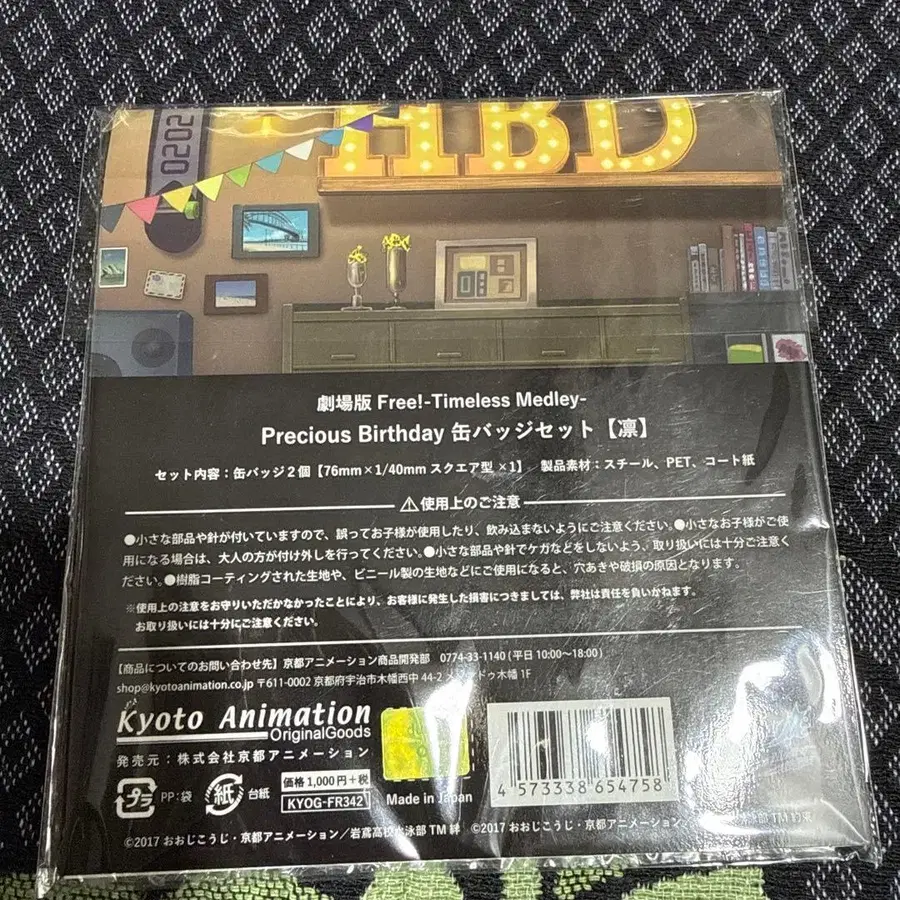 HBD
0202
劇場版 Free!-Timeless Medley-
Precious Birthday 缶バッジセット【凛】
セット内容：缶バッジ2個【76mm×1/40mm スクエア型 ×1】 製品素材：スチール、PET、コート紙
⚠使用上のご注意
●小さな部品や針が付いていますので、誤ってお子様が使用したり、飲み込まないようにご注意ください。●小さなお子様がご使
用になる場合は、大人の方が付け外しを行ってください。●小さな部品や針でケガなどをしないよう、取り扱いには十分ご注意く
ださい。●樹脂コーティングされた生地や、ビニール製の生地などにご使用になると、穴あきや破損の原因となります。
※使用上の注意をお守りいただかなかったことにより、お客様に発生した損害につきましては、弊社は責任を負いかねます。
お取り扱いには十分にご注意ください。
【商品についてのお問い合わせ先】京都アニメーション商品開発部 0774-33-1140 (平日 10:00〜18:00)
shop@kyotoanimation.co.jp 〒611-0002 京都府宇治市木幡西中 44-2 ドゥ木幡 1F
Kyoto Animation
OriginalGoods
発売元：株式会社京都アニメーション
プラ PP:袋 紙 台紙
価格1,000円+税
KYOG-FR342
Made in Japan
4 573338 654758
©2017 おおじこうじ・京都アニメーション／岩鳶高校水泳部 TM 絆 ©2017 おおじこうじ・京都アニメーション